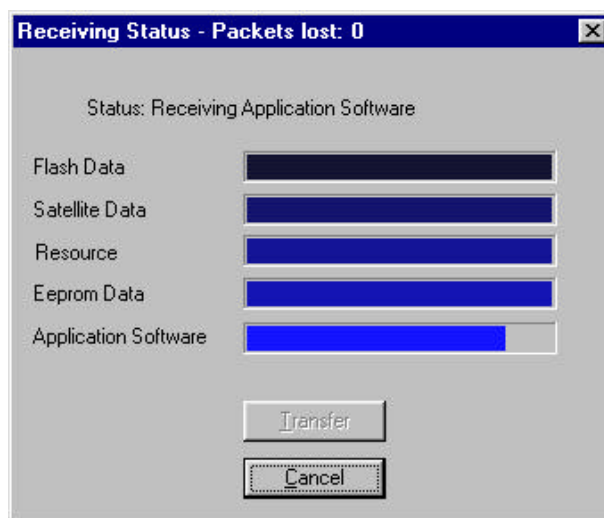 Receiving Status - Packets lost: 0
Status: Receiving Application Software
Flash Data
Satellite Data
Resource
Eeprom Data
Application Software
Transfer
Cancel